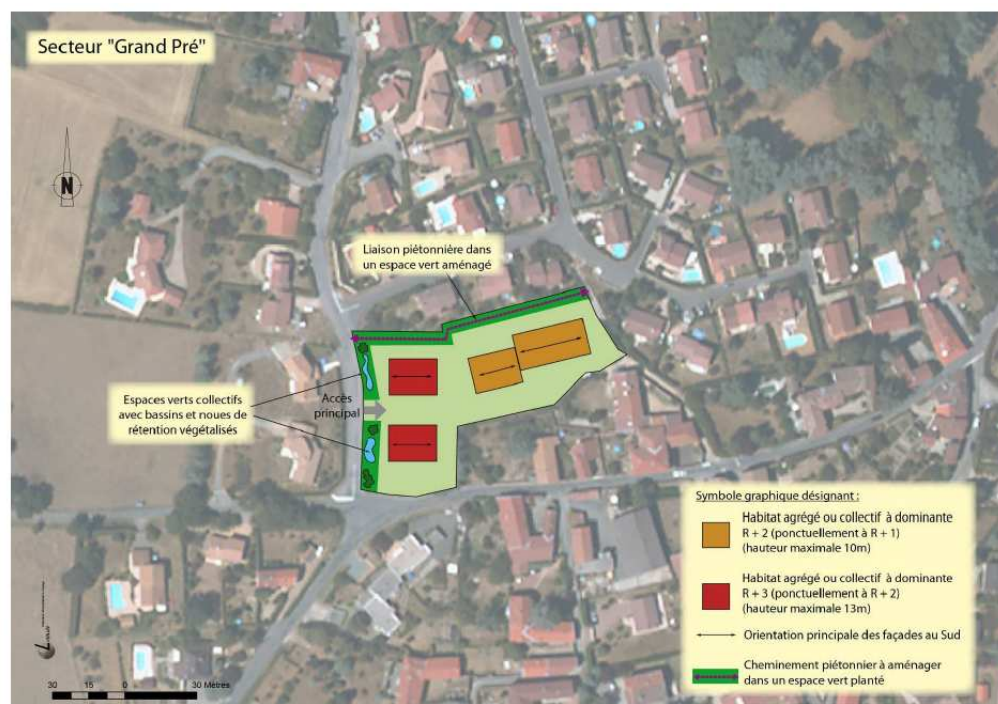 Secteur "Grand Pré"
N
Liaison piétonnière dans
un espace vert aménagé
Espaces verts collectifs
avec bassins et noues de
rétention végétalisés
Accès
principal
Symbole graphique désignant :
Habitat agrégé ou collectif à dominante
R + 2 (ponctuellement à R + 1)
(hauteur maximale 10m)
Habitat agrégé ou collectif à dominante
R + 3 (ponctuellement à R + 2)
(hauteur maximale 13m)
Orientation principale des façades au Sud
Cheminement piétonnier à aménager
dans un espace vert planté
30 15 0 30 Mètres